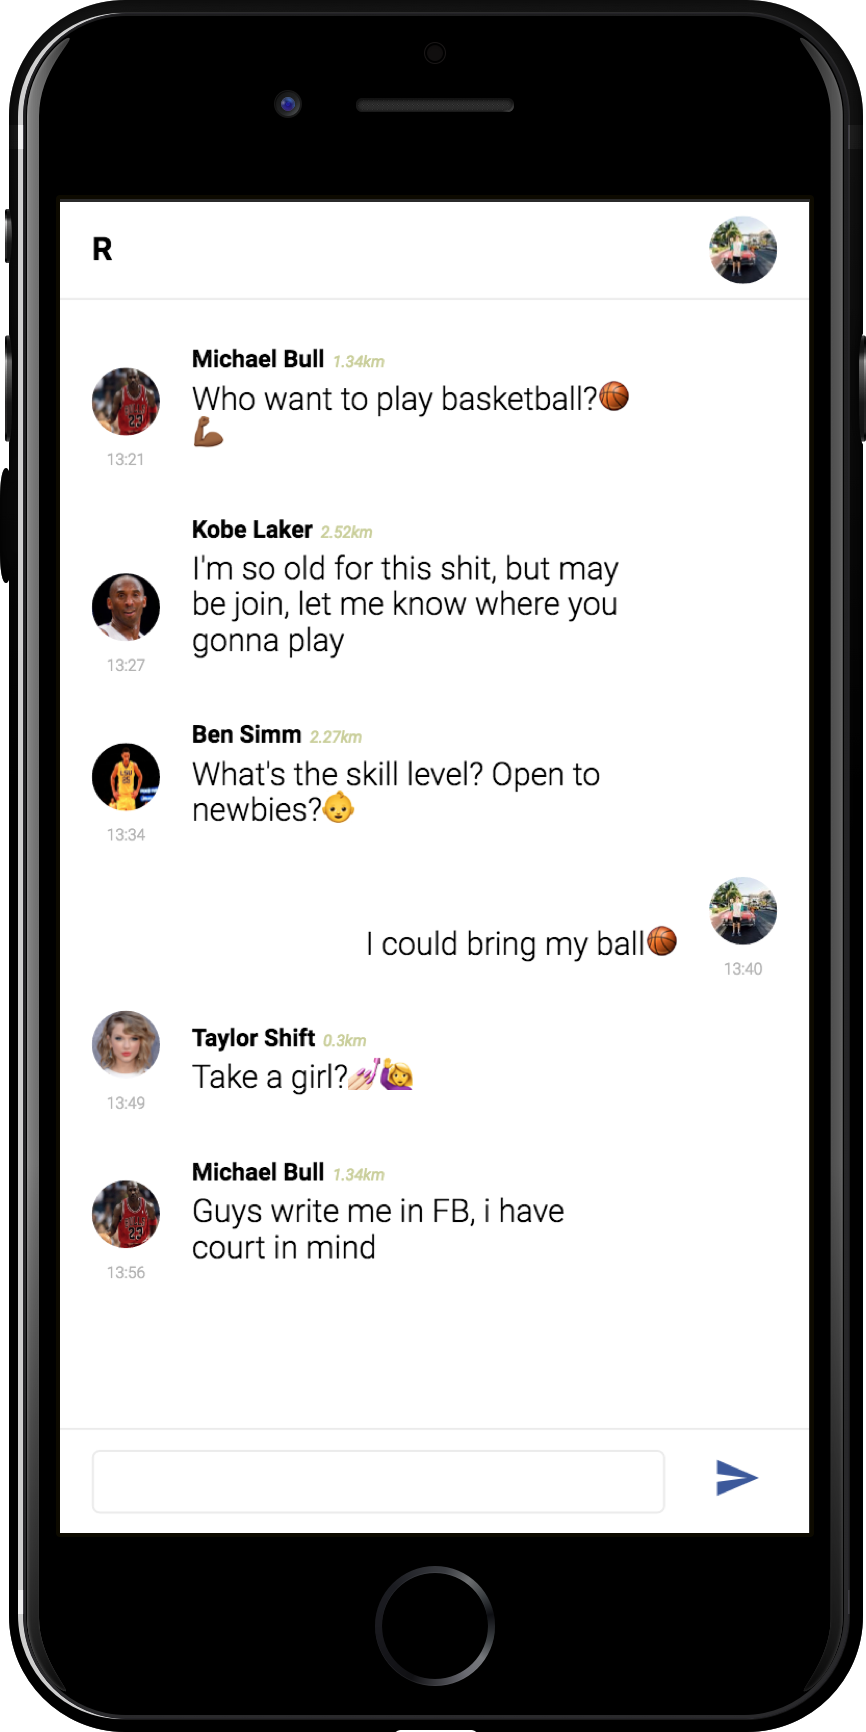 R
Michael Bull 1.34km
Who want to play basketball?🏀
💪🏾
13:21
Kobe Laker 2.52km
I'm so old for this shit, but may
be join, let me know where you
gonna play
13:27
Ben Simm 2.27km
What's the skill level? Open to
newbies?👶
13:34
I could bring my ball🏀
13:40
Taylor Shift 0.3km
Take a girl?💅🏻🙋
13:49
Michael Bull 1.34km
Guys write me in FB, i have
court in mind
13:56